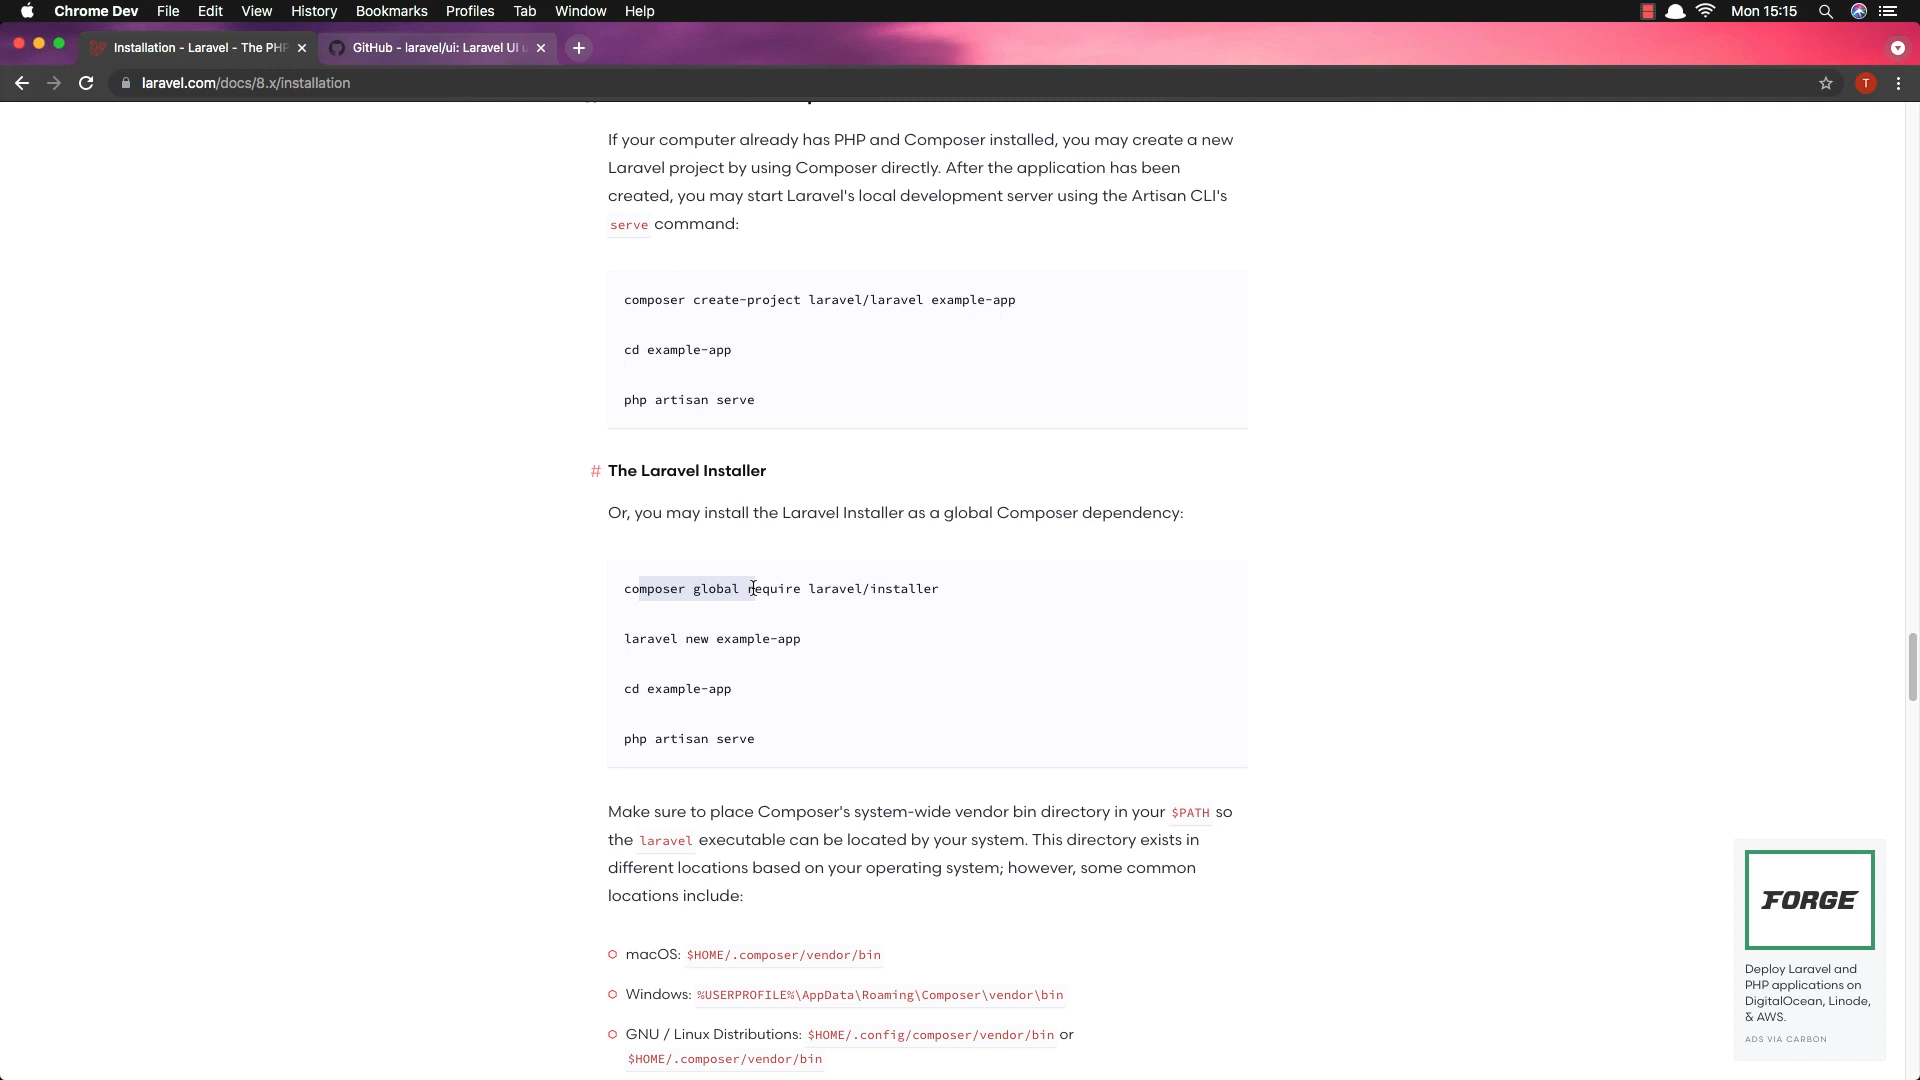 Chrome Dev File Edit View History Bookmarks Profiles Tab Window Help Mon 15:15
Installation - Laravel - The PHP GitHub - laravel/ui: Laravel UI
laravel.com/docs/8.x/installation T
If your computer already has PHP and Composer installed, you may create a new
Laravel project by using Composer directly. After the application has been
created, you may start Laravel's local development server using the Artisan CLI's
serve command:
composer create-project laravel/laravel example-app
cd example-app
php artisan serve
# The Laravel Installer
Or, you may install the Laravel Installer as a global Composer dependency:
composer global require laravel/installer
laravel new example-app
cd example-app
php artisan serve
Make sure to place Composer's system-wide vendor bin directory in your $PATH so
the laravel executable can be located by your system. This directory exists in
different locations based on your operating system; however, some common
locations include:
macOS: $HOME/.composer/vendor/bin
Windows: %USERPROFILE%\AppData\Roaming\Composer\vendor\bin
GNU / Linux Distributions: $HOME/.config/composer/vendor/bin or
$HOME/.composer/vendor/bin
FORGE
Deploy Laravel and
PHP applications on
DigitalOcean, Linode,
& AWS.
ADS VIA CARBON